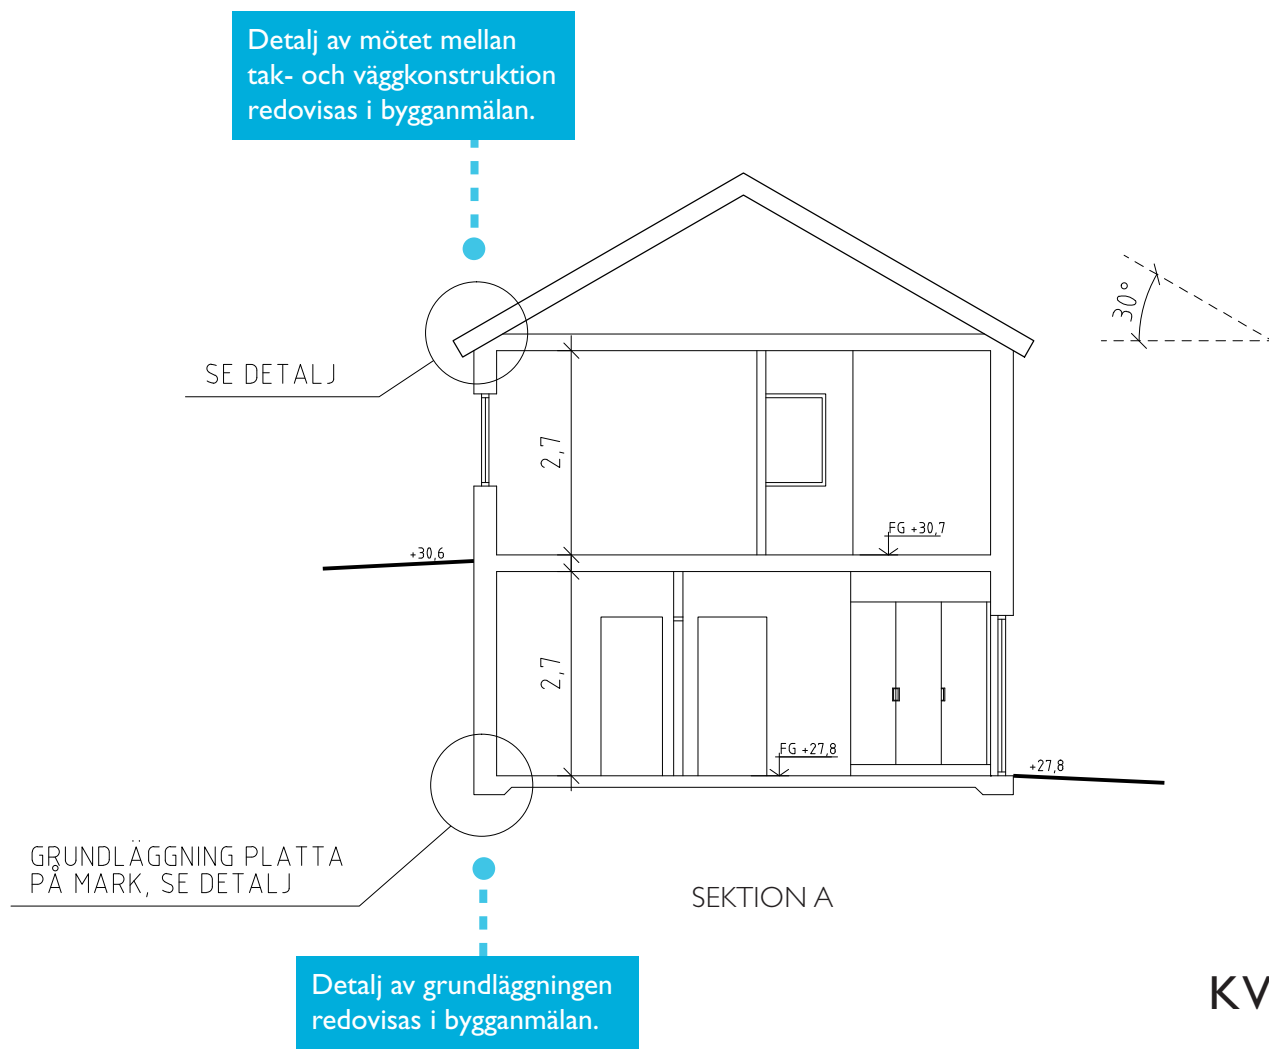 Detalj av mötet mellan
tak- och väggkonstruktion
redovisas i bygganmälan.
30°
SE DETALJ
2,7
FG +30,7
+30,6
2,7
FG +27,8
+27,8
GRUNDLÄGGNING PLATTA
PÅ MARK, SE DETALJ
SEKTION A
Detalj av grundläggningen
redovisas i bygganmälan.
KV